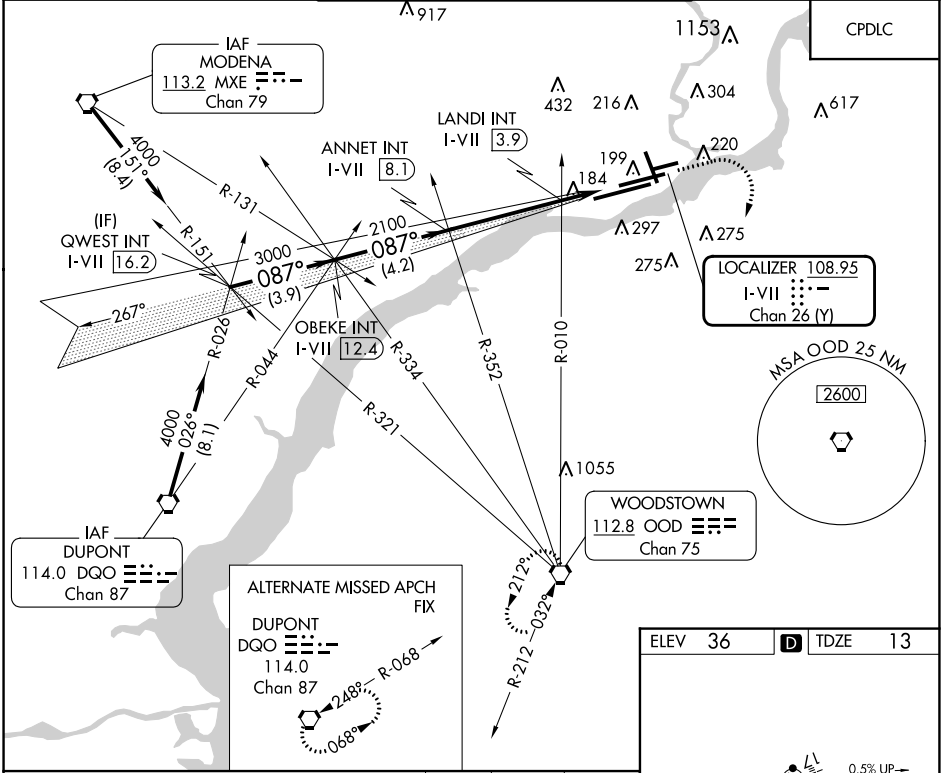 917
1153
CPDLC
IAF
MODENA
113.2 MXE
Chan 79
432
216
304
617
LANDI INT
I-VII 3.9
ANNET INT
I-VII 8.1
199
220
184
4000
151°
(8.4)
R-131
R-151
(IF)
QWEST INT
I-VII 16.2
3000
087°
(3.9)
2100
087°
(4.2)
297
275
275
LOCALIZER 108.95
I-VII
Chan 26 (Y)
267°
R-026
R-044
OBEKE INT
I-VII 12.4
R-334
R-352
R-010
R-321
MSA OOD 25 NM
2600
4000
026°
(8.1)
1055
IAF
DUPONT
114.0 DQO
Chan 87
WOODSTOWN
112.8 OOD
Chan 75
212°
032°
R-212
ALTERNATE MISSED APCH
FIX
DUPONT
DQO
114.0
Chan 87
R-068
248°
068°
ELEV 36 D TDZE 13
17
0.5% UP